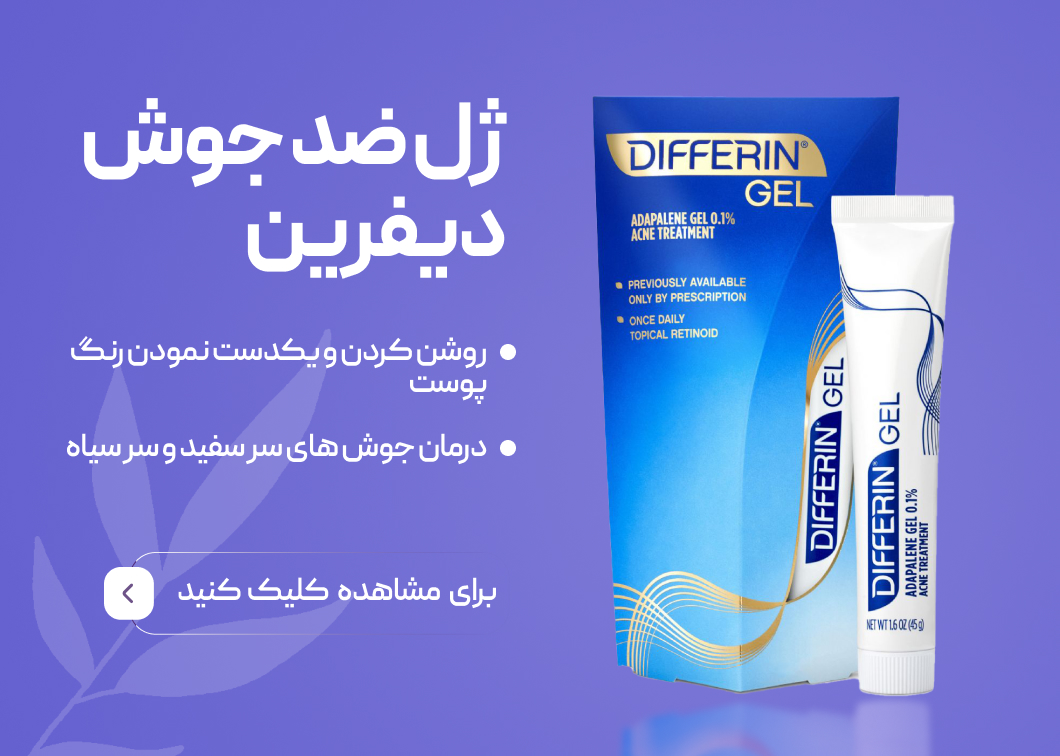 ژل ضد جوش
دیفرین
روشن کردن و یکدست نمودن رنگ
پوست
درمان جوش های سر سفید و سر سیاه
برای مشاهده کلیک کنید
DIFFERIN®
GEL
ADAPALENE GEL 0.1%
ACNE TREATMENT
PREVIOUSLY AVAILABLE
ONLY BY PRESCRIPTION
ONCE DAILY
TOPICAL RETINOID
DIFFERIN® GEL
DIFFERIN® GEL
ADAPALENE GEL 0.1%
ACNE TREATMENT
NET WT 1.6 OZ (45 g)